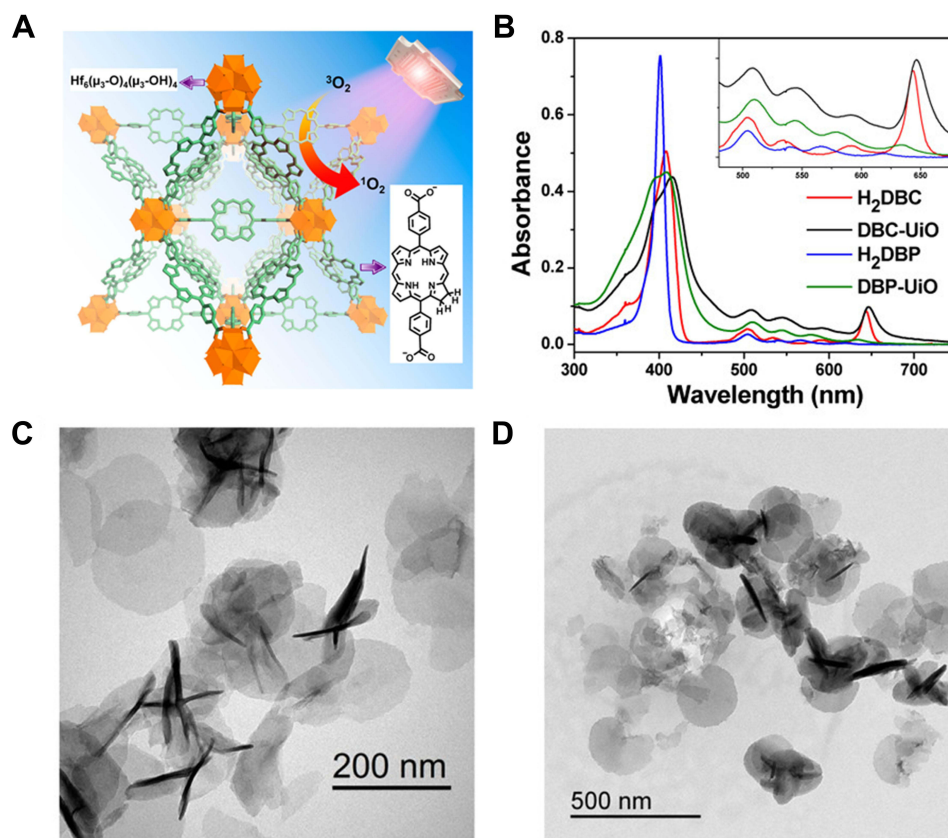 A
Hf6(μ3-O)4(μ3-OH)4
3O2
1O2
O
O-
N
HN
NH
N
H
H
H
-O
O
B
Absorbance
0.8
0.6
0.4
0.2
0.0
300
400
500
600
700
Wavelength (nm)
500
550
600
650
H2DBC
DBC-UiO
H2DBP
DBP-UiO
C
200 nm
D
500 nm